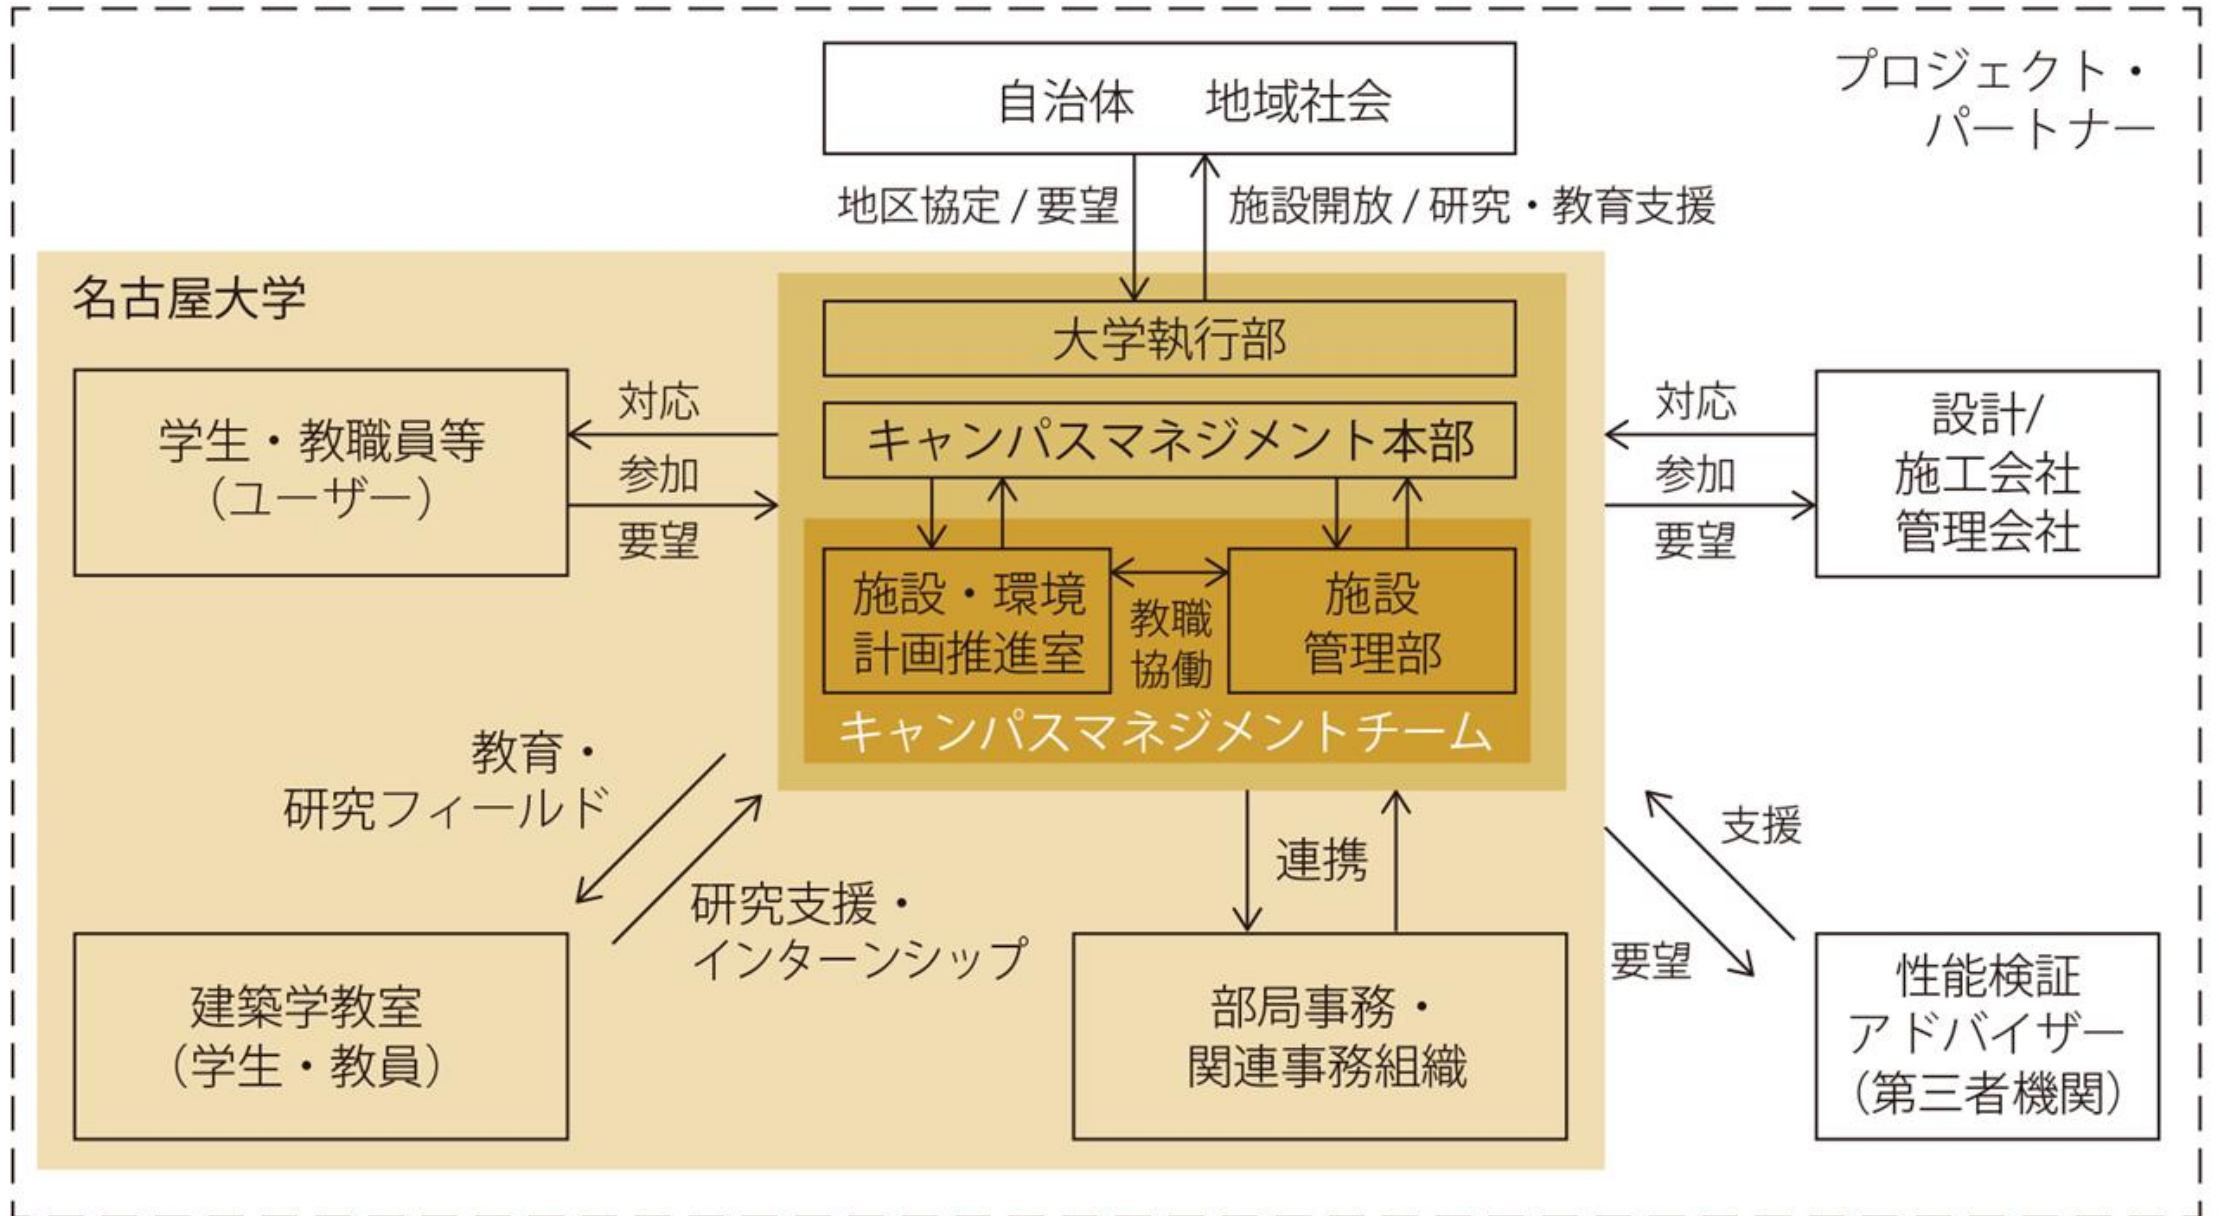 プロジェクト・
パートナー
自治体　地域社会
地区協定 / 要望
施設開放 / 研究・教育支援
名古屋大学
大学執行部
キャンパスマネジメント本部
学生・教職員等
（ユーザー）
対応
参加
要望
対応
参加
要望
設計/
施工会社
管理会社
施設・環境
計画推進室
教職
協働
施設
管理部
キャンパスマネジメントチーム
教育・
研究フィールド
研究支援・
インターンシップ
連携
支援
要望
建築学教室
（学生・教員）
部局事務・
関連事務組織
性能検証
アドバイザー
（第三者機関）